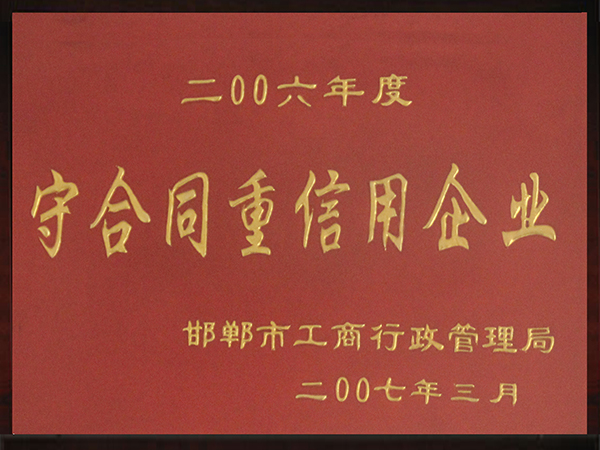 二00六年度
守合同重信用企业
邯郸市工商行政管理局
二00七年三月